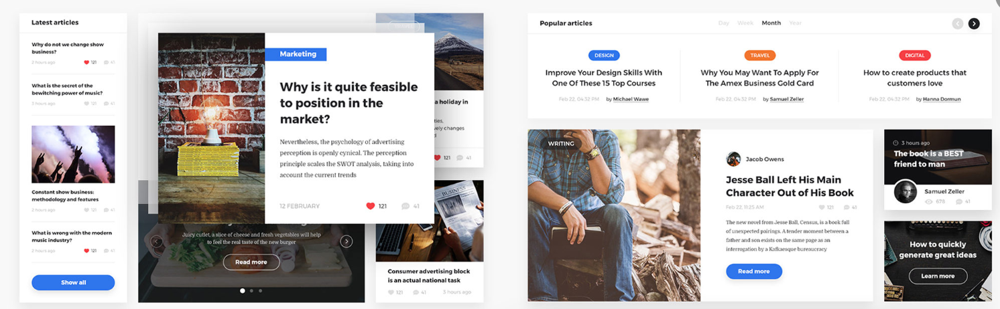 Latest articles
Why do not we change show
business?
2 hours ago
121
41
What is the secret of the
bewitching power of music?
3 hours ago
121
41
Constant show business:
methodology and features
2 hours ago
121
41
What is wrong with the modern
music industry?
2 hours ago
121
41
Show all
Marketing
Why is it quite feasible
to position in the
market?
Nevertheless, the psychology of advertising
perception is openly cynical. The perception
principle scales the SWOT analysis, taking into
account the current trends
12 FEBRUARY
121
41
Juicy cutlet, a slice of cheese and fresh vegetables will help
to feel the real taste of the new burger
Read more
a holiday in
ties,
vely changes
d
121
41
BUSINESS
Consumer advertising block
is an actual national task
121
41
3 hours ago
Popular articles
Day
Week
Month
Year
DESIGN
Improve Your Design Skills With
One Of These 15 Top Courses
Feb 22, 04:32 PM
by Michael Wawe
TRAVEL
Why You May Want To Apply For
The Amex Business Gold Card
Feb 22, 04:32 PM
by Samuel Zeller
DIGITAL
How to create products that
customers love
Feb 22, 04:32 PM
by Hanna Dormun
WRITING
Jacob Owens
Jesse Ball Left His Main
Character Out of His Book
Feb 22, 11:25 AM
121
41
The new novel from Jesse Ball, Census, is a book full
of unexpected pairings. A tender moment between a
father and son exists on the same page as an
interrogation by a Kafkaesque bureaucracy
Read more
3 hours ago
The book is a BEST
friend to man
Samuel Zeller
678
41
How to quickly
generate great ideas
Learn more